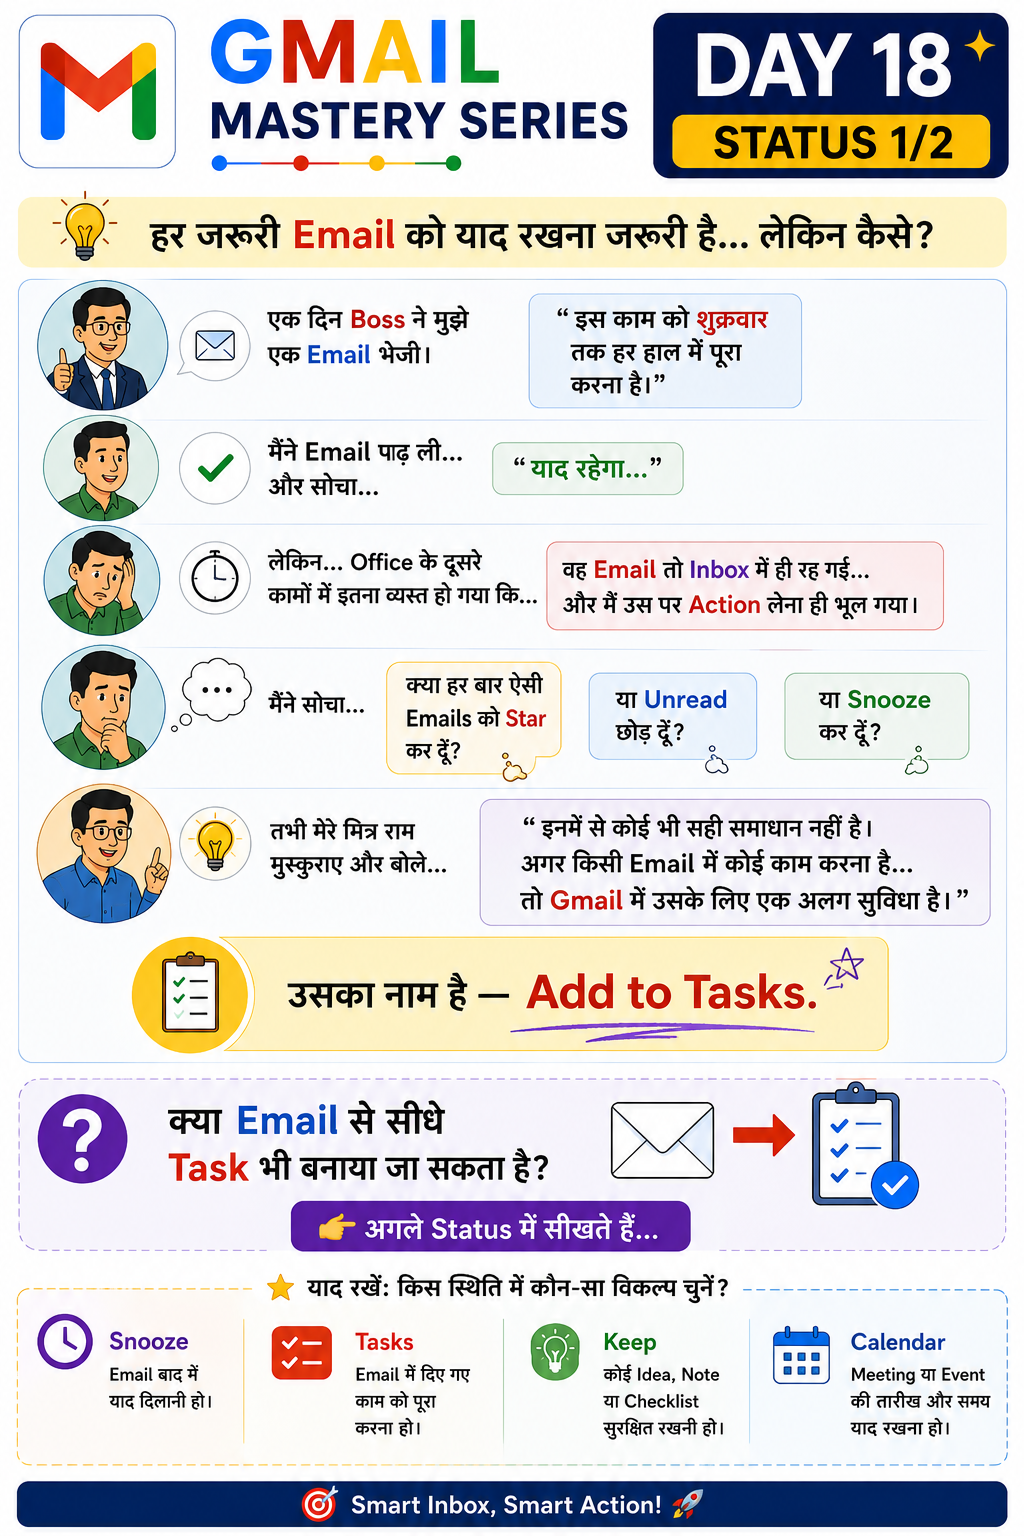 GMAIL
MASTERY SERIES
DAY 18
STATUS 1/2
हर जरूरी Email को याद रखना जरूरी है... लेकिन कैसे?
एक दिन Boss ने मुझे
एक Email भेजी।
“ इस काम को शुक्रवार
तक हर हाल में पूरा
करना है।”
मैंने Email पाढ़ ली...
और सोचा...
“ याद रहेगा...”
लेकिन... Office के दूसरे
कामों में इतना व्यस्त हो गया कि...
वह Email तो Inbox में ही रह गई...
और मैं उस पर Action लेना ही भूल गया।
मैंने सोचा...
क्या हर बार ऐसी
Emails को Star
कर दूँ?
या Unread
छोड़ दूँ?
या Snooze
कर दूँ?
तभी मेरे मित्र राम
मुस्कुराए और बोले...
“ इनमें से कोई भी सही समाधान नहीं है।
अगर किसी Email में कोई काम करना है...
तो Gmail में उसके लिए एक अलग सुविधा है।”
उसका नाम है — Add to Tasks.
क्या Email से सीधे
Task भी बनाया जा सकता है?
👉 अगले Status में सीखते हैं...
⭐ याद रखें: किस स्थिति में कौन-सा विकल्प चुनें?
Snooze
Email बाद में
याद दिलानी हो।
Tasks
Email में दिए गए
काम को पूरा
करना हो।
Keep
कोई Idea, Note
या Checklist
सुरक्षित रखनी हो।
Calendar
Meeting या Event
की तारीख और समय
याद रखना हो।
🎯 Smart Inbox, Smart Action! 🚀